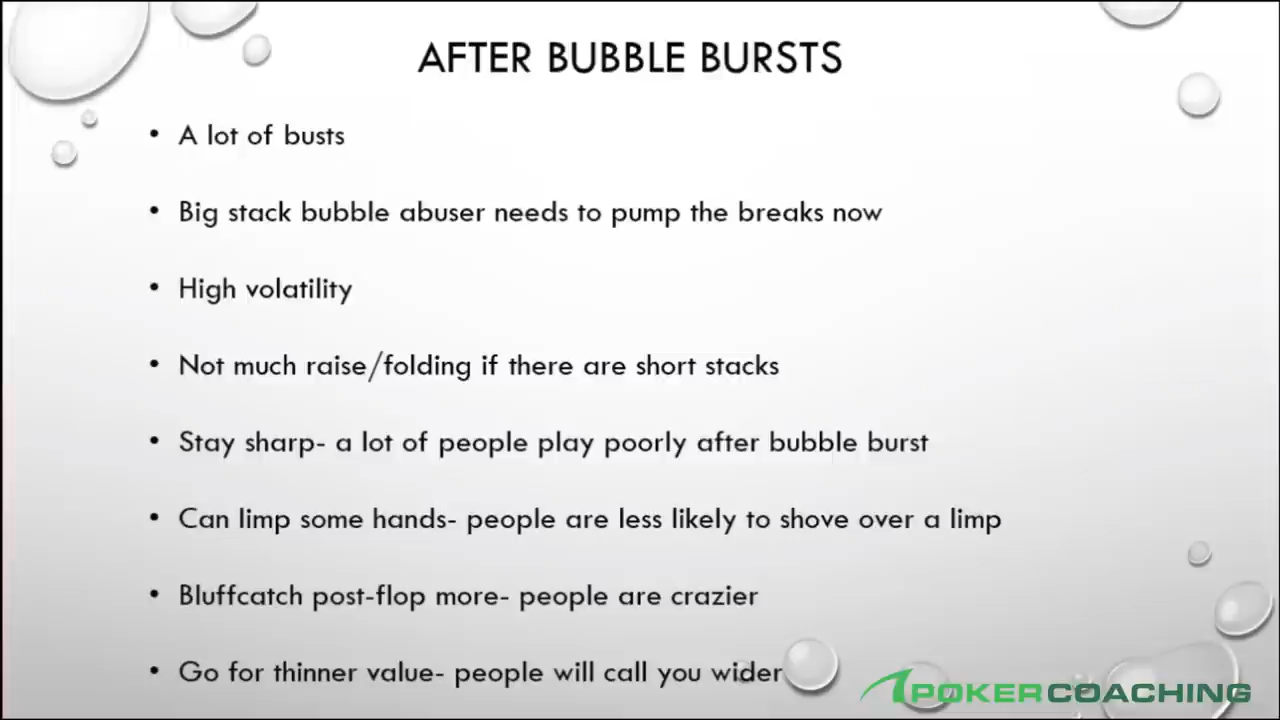 AFTER BUBBLE BURSTS
• A lot of busts
• Big stack bubble abuser needs to pump the breaks now
• High volatility
• Not much raise/folding if there are short stacks
• Stay sharp- a lot of people play poorly after bubble burst
• Can limp some hands- people are less likely to shove over a limp
• Bluffcatch post-flop more- people are crazier
• Go for thinner value- people will call you wider
POKERCOACHING